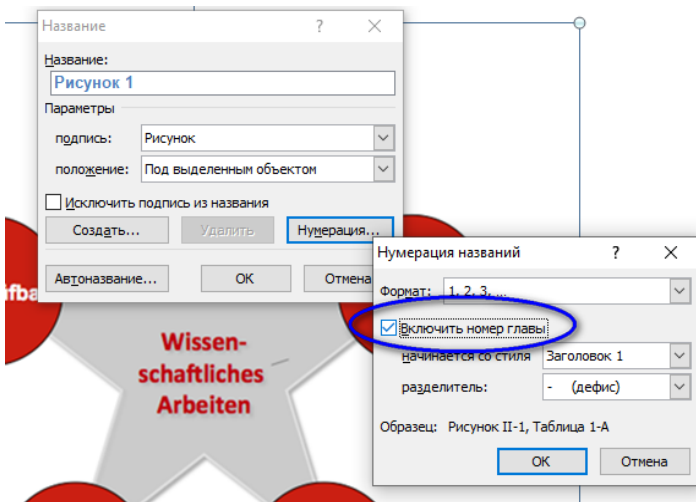 Название ? ×
Название:
Рисунок 1
Параметры
подпись: Рисунок
положение: Под выделенным объектом
Исключить подпись из названия
Создать... Удалить Нумерация...
Автоназвание... ОК Отмена
Нумерация названий ? ×
Формат: 1, 2, 3, ...
Включить номер главы
начинается со стиля Заголовок 1
разделитель: - (дефис)
Образец: Рисунок II-1, Таблица 1-A
ОК Отмена
Wissen-
schaftliches
Arbeiten